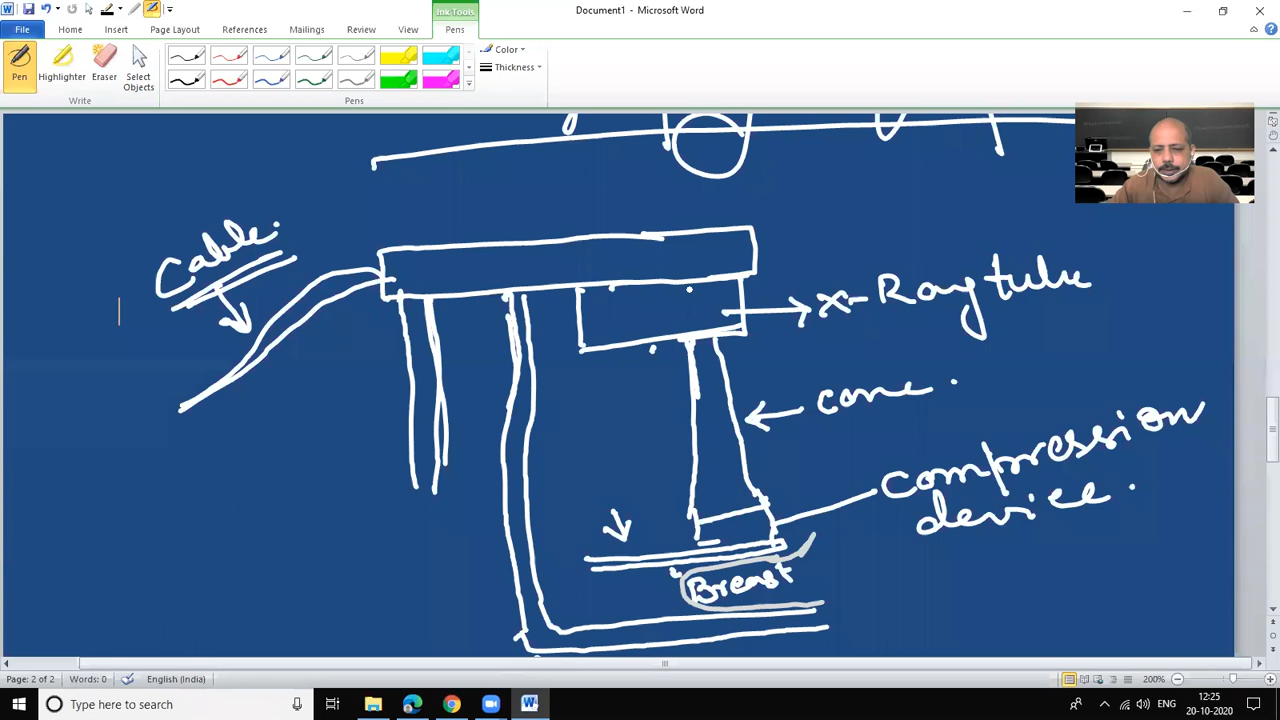 Document1 - Microsoft Word
Ink Tools
File Home Insert Page Layout References Mailings Review View Pens
Pen Highlighter Eraser Select Objects
Color
Thickness
Write
Pens
Cable.
X-Ray tube
cone.
compression
device.
Breast
Page: 2 of 2 Words: 0 English (India) 200%
Type here to search
ENG
12:25
20-10-2020